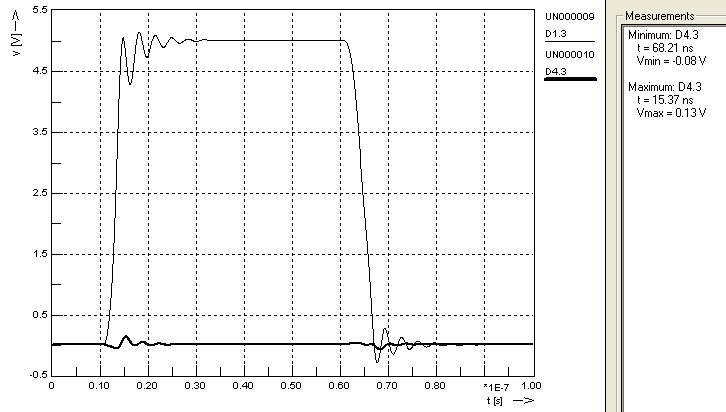 v [V] —>
5.5
4.5
3.5
2.5
1.5
0.5
-0.5
0 0.10 0.20 0.30 0.40 0.50 0.60 0.70 0.80 *1E-7 1.00
t [s] —>
UN000009
D1.3
UN000010
D4.3
Measurements
Minimum: D4.3
t = 68.21 ns
Vmin = -0.08 V
Maximum: D4.3
t = 15.37 ns
Vmax = 0.13 V